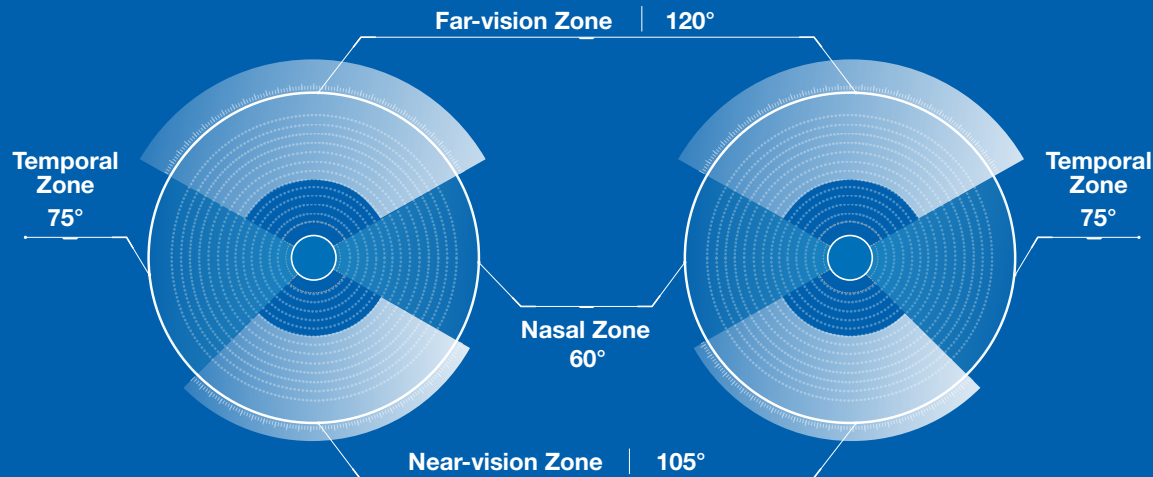 Far-vision Zone | 120°
Temporal
Zone
75°
Temporal
Zone
75°
Nasal Zone
60°
Near-vision Zone | 105°